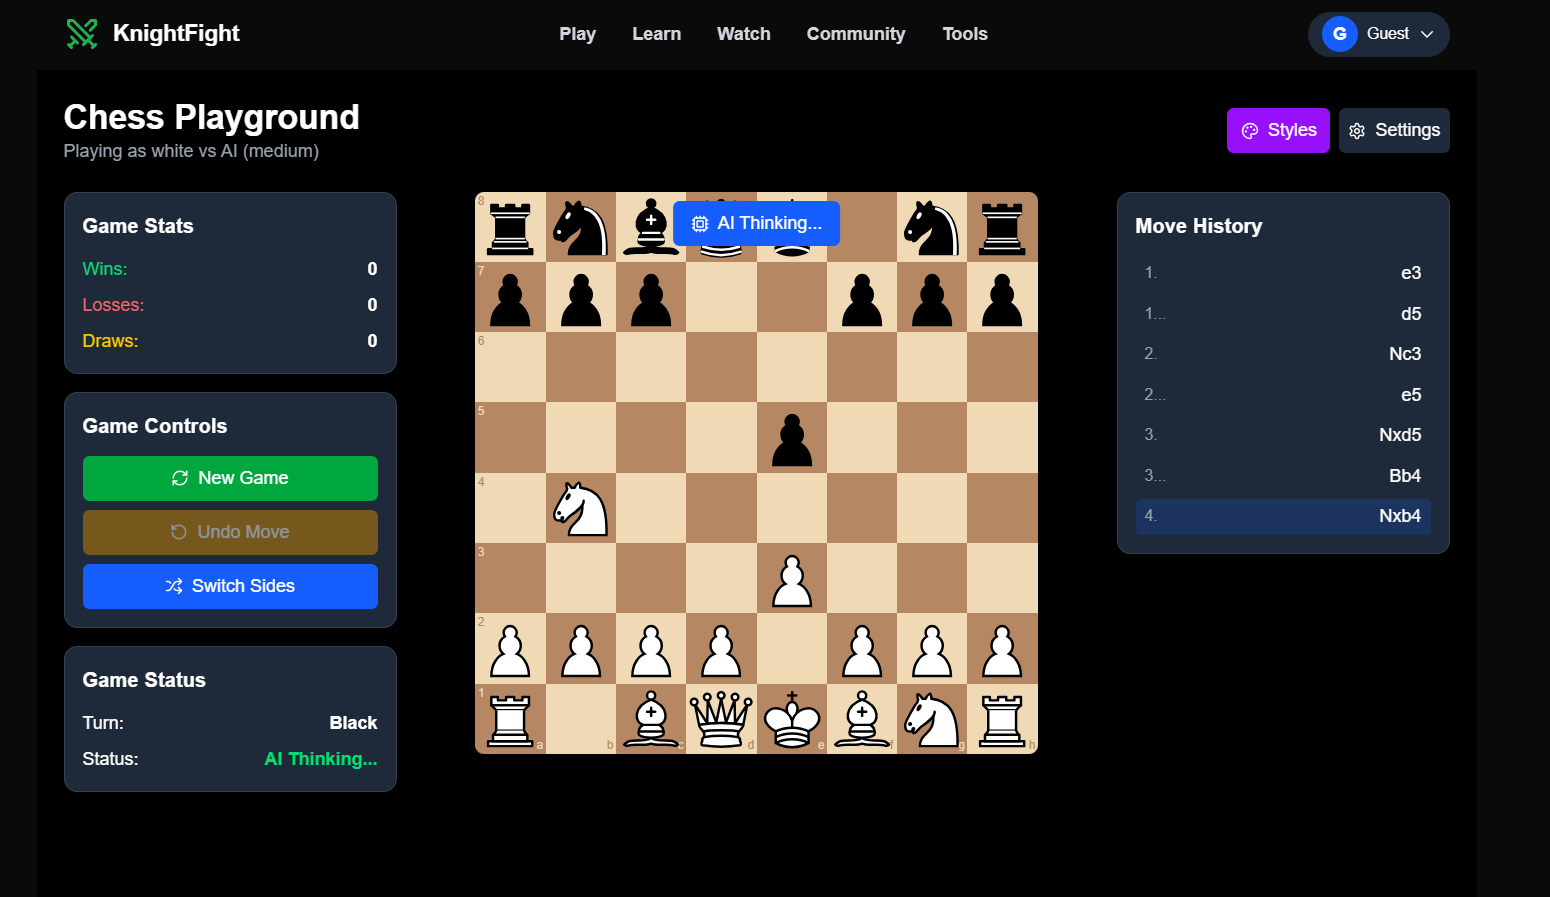 KnightFight
Play
Learn
Watch
Community
Tools
G
Guest
Chess Playground
Playing as white vs AI (medium)
Styles
Settings
Game Stats
Wins:
0
Losses:
0
Draws:
0
Game Controls
New Game
Undo Move
Switch Sides
Game Status
Turn:
Black
Status:
AI Thinking...
8
AI Thinking...
7
6
5
4
3
2
1
a
b
c
d
e
f
g
h
Move History
1.
e3
1...
d5
2.
Nc3
2...
e5
3.
Nxd5
3...
Bb4
4.
Nxb4